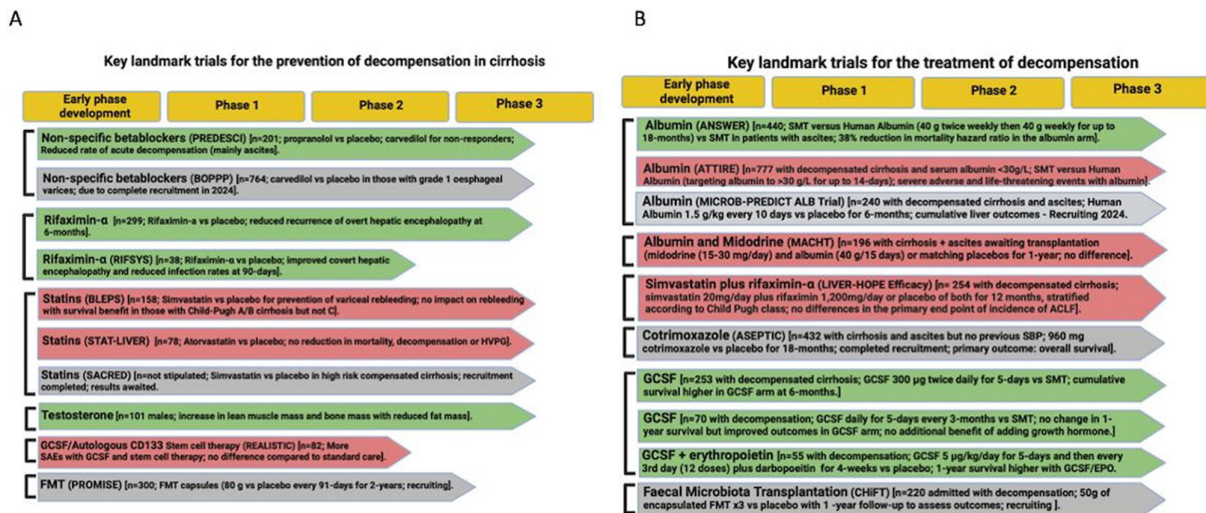 A
Key landmark trials for the prevention of decompensation in cirrhosis
Early phase
development
Phase 1
Phase 2
Phase 3
Non-specific betablockers (PREDESCI) [n=201; propranolol vs placebo; carvedilol for non-responders;
Reduced rate of acute decompensation (mainly ascites].
Non-specific betablockers (BOPPP) [n=764; carvedilol vs placebo in those with grade 1 oesphageal
varices; due to complete recruitment in 2024].
Rifaximin-α [n=299; Rifaximin-a vs placebo; reduced recurrence of overt hepatic encephalopathy at
6-months].
Rifaximin-α (RIFSYS) [n=38; Rifaximin-α vs placebo; improved covert hepatic
encephalopathy and reduced infection rates at 90-days].
Statins (BLEPS) [n=158; Simvastatin vs placebo for prevention of variceal rebleeding; no impact on rebleeding
with survival benefit in those with Child-Pugh A/B cirrhosis but not C].
Statins (STAT-LIVER) [n=78; Atorvastatin vs placebo; no reduction in mortality, decompensation or HVPG].
Statins (SACRED) [n=not stipulated; Simvastatin vs placebo in high risk compensated cirrhosis; recruitment
completed; results awaited.
Testosterone [n=101 males; increase in lean muscle mass and bone mass with reduced fat mass].
GCSF/Autologous CD133 Stem cell therapy (REALISTIC) [n=82; More
SAEs with GCSF and stem cell therapy; no difference compared to standard care].
FMT (PROMISE) [n=300; FMT capsules (80 g vs placebo every 91-days for 2-years; recruiting].
B
Key landmark trials for the treatment of decompensation
Early phase
development
Phase 1
Phase 2
Phase 3
Albumin (ANSWER) [n=440; SMT versus Human Albumin (40 g twice weekly then 40 g weekly for up to
18-months) vs SMT in patients with ascites; 38% reduction in mortality hazard ratio in the albumin arm].
Albumin (ATTIRE) [n=777 with decompensated cirrhosis and serum albumin <30g/L; SMT versus Human
Albumin (targeting albumin to >30 g/L for up to 14-days); severe adverse and life-threatening events with albumin].
Albumin (MICROB-PREDICT ALB Trial) [n=240 with decompensated cirrhosis and ascites; Human
Albumin 1.5 g/kg every 10 days vs placebo for 6-months; cumulative liver outcomes - Recruiting 2024.
Albumin and Midodrine (MACHT) [n=196 with cirrhosis + ascites awaiting transplantation
(midodrine (15-30 mg/day) and albumin (40 g/15 days) or matching placebos for 1-year; no difference].
Simvastatin plus rifaximin-α (LIVER-HOPE Efficacy) [n= 254 with decompensated cirrhosis;
simvastatin 20mg/day plus rifaximin 1,200mg/day or placebo of both for 12 months, stratified
according to Child Pugh class; no differences in the primary end point of incidence of ACLF].
Cotrimoxazole (ASEPTIC) [n=432 with cirrhosis and ascites but no previous SBP; 960 mg
cotrimoxazole vs placebo for 18-months; completed recruitment; primary outcome: overall survival].
GCSF [n=253 with decompensated cirrhosis; GCSF 300 µg twice daily for 5-days vs SMT; cumulative
survival higher in GCSF arm at 6-months.]
GCSF [n=70 with decompensation; GCSF daily for 5-days every 3-months vs SMT; no change in 1-
year survival but improved outcomes in GCSF arm; no additional benefit of adding growth hormone.]
GCSF + erythropoietin [n=55 with decompensation; GCSF 5 µg/kg/day for 5-days and then every
3rd day (12 doses) plus darbopoeitin for 4-weeks vs placebo; 1-year survival higher with GCSF/EPO.
Faecal Microbiota Transplantation (CHiFT) [n=220 admitted with decompensation; 50g of
encapsulated FMT x3 vs placebo with 1 -year follow-up to assess outcomes; recruiting ].